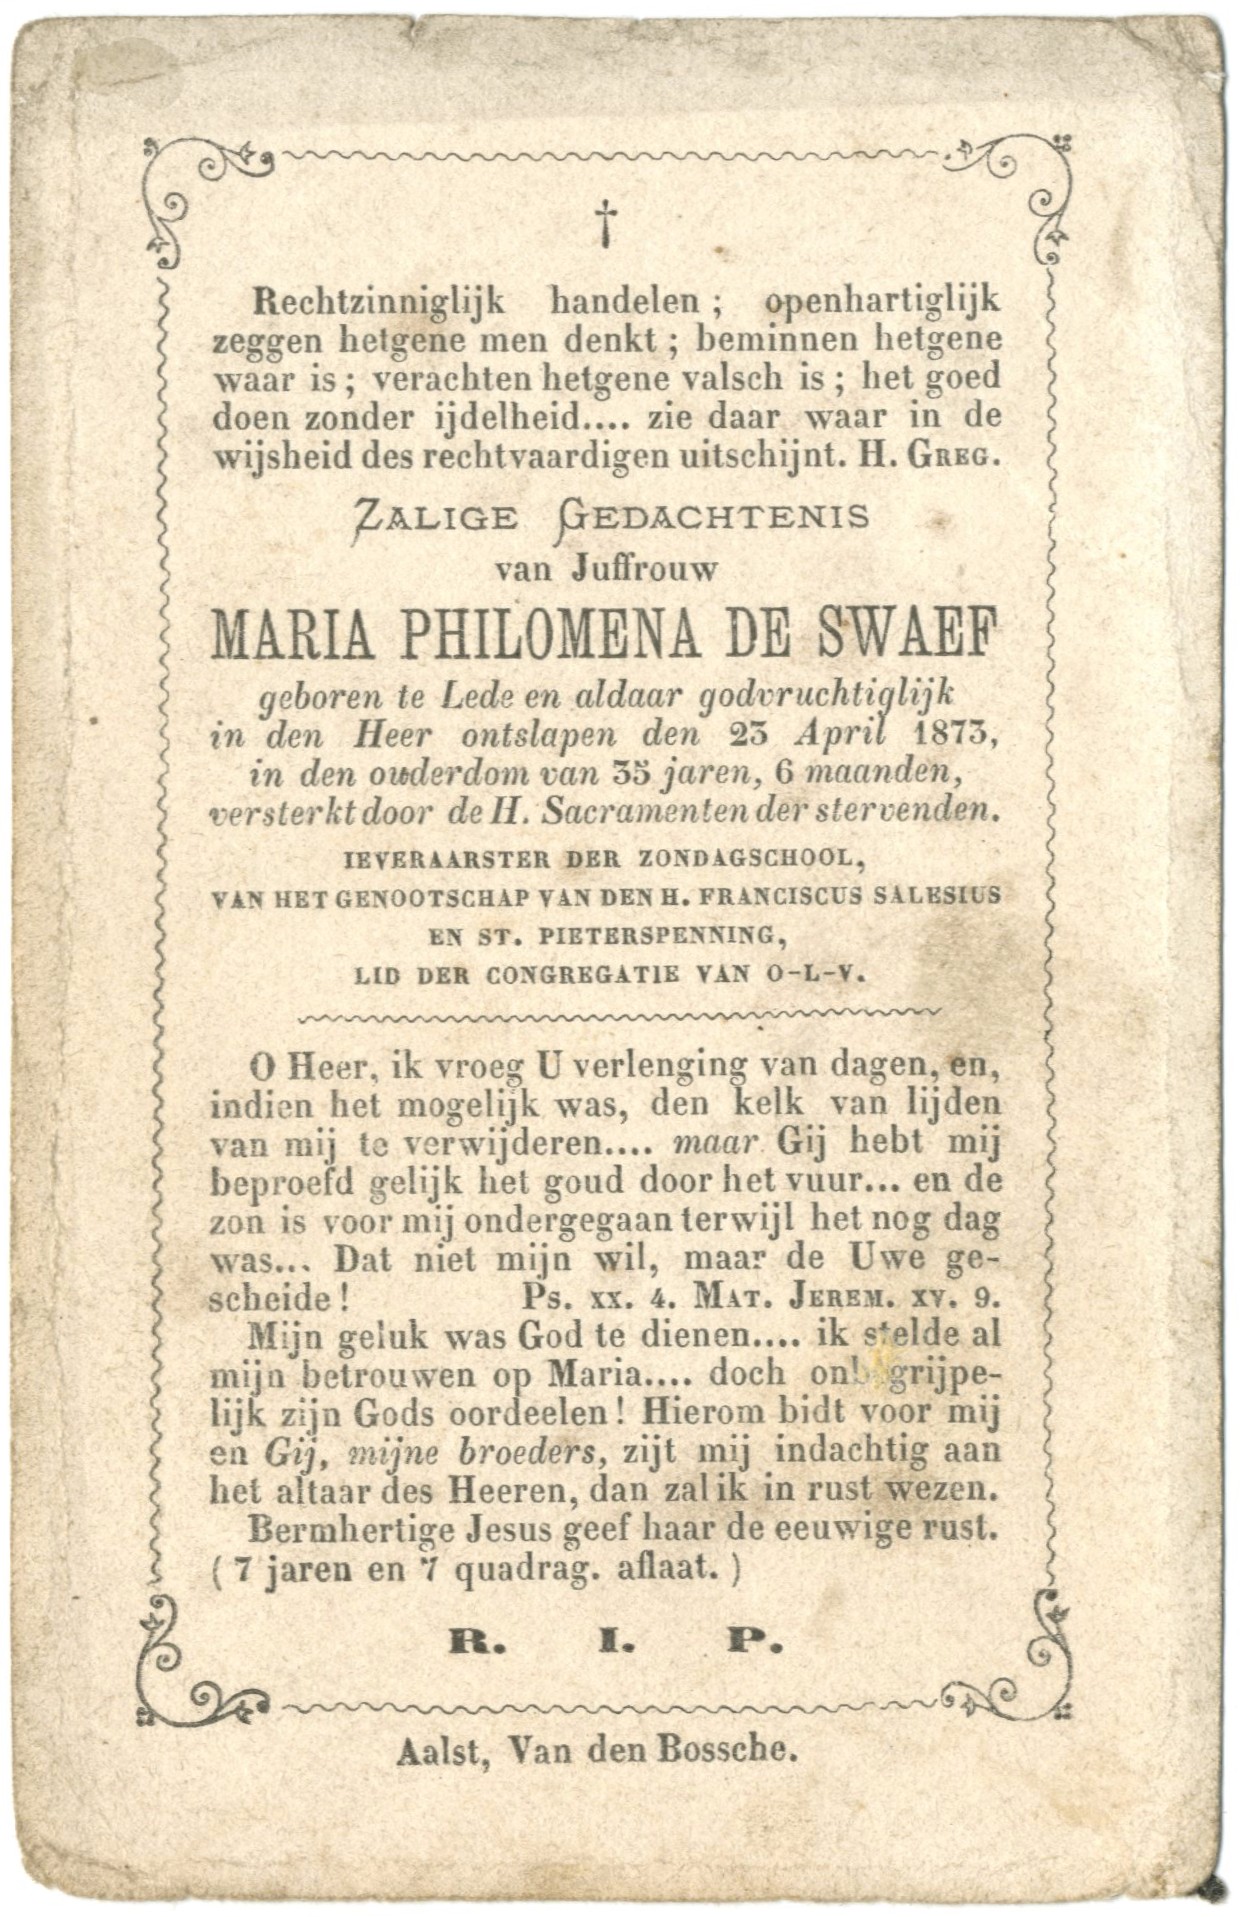 †
Rechtzinniglijk handelen ; openhartiglijk
zeggen hetgene men denkt ; beminnen hetgene
waar is ; verachten hetgene valsch is ; het goed
doen zonder ijdelheid.... zie daar waar in de
wijsheid des rechtvaardigen uitschijnt. H. GREG.
ZALIGE GEDACHTENIS
van Juffrouw
MARIA PHILOMENA DE SWAEF
geboren te Lede en aldaar godvruchtiglijk
in den Heer ontslapen den 23 April 1873,
in den ouderdom van 35 jaren, 6 maanden,
versterkt door de H. Sacramenten der stervenden.
IEVERAARSTER DER ZONDAGSCHOOL,
VAN HET GENOOTSCHAP VAN DEN H. FRANCISCUS SALESIUS
EN ST. PIETERSPENNING,
LID DER CONGREGATIE VAN O-L-V.
O Heer, ik vroeg U verlenging van dagen, en,
indien het mogelijk was, den kelk van lijden
van mij te verwijderen.... maar Gij hebt mij
beproefd gelijk het goud door het vuur... en de
zon is voor mij ondergegaan terwijl het nog dag
was... Dat niet mijn wil, maar de Uwe ge-
scheide ! PS. XX. 4. MAT. JEREM. XV. 9.
Mijn geluk was God te dienen.... ik stelde al
mijn betrouwen op Maria.... doch onbegrijpe-
lijk zijn Gods oordeelen ! Hierom bidt voor mij
en Gij, mijne broeders, zijt mij indachtig aan
het altaar des Heeren, dan zal ik in rust wezen.
Bermhertige Jesus geef haar de eeuwige rust.
( 7 jaren en 7 quadrag. aflaat. )
R. I. P.
Aalst, Van den Bossche.